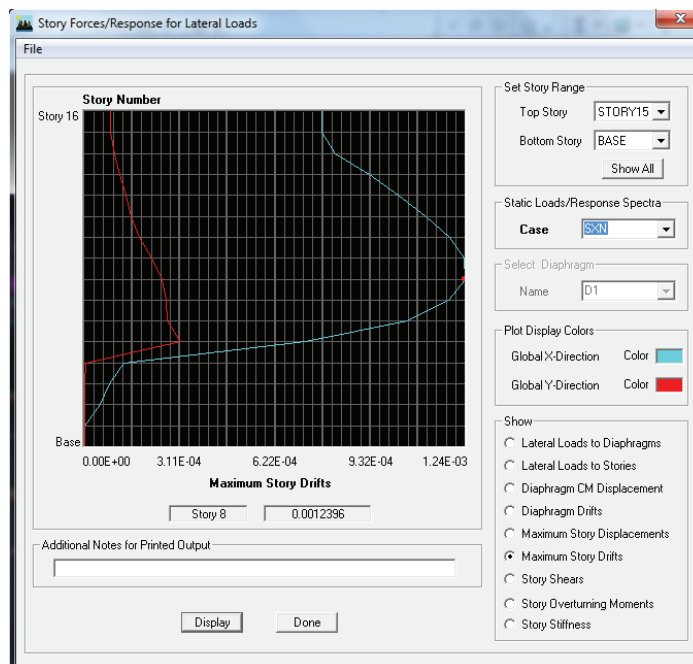 Story Forces/Response for Lateral Loads
File
Story Number
Story 16
Base
0.00E+00 3.11E-04 6.22E-04 9.32E-04 1.24E-03
Maximum Story Drifts
Story 8 0.0012396
Additional Notes for Printed Output
Display Done
Set Story Range
Top Story STORY15
Bottom Story BASE
Show All
Static Loads/Response Spectra
Case SXN
Select Diaphragm
Name D1
Plot Display Colors
Global X-Direction Color
Global Y-Direction Color
Show
Lateral Loads to Diaphragms
Lateral Loads to Stories
Diaphragm CM Displacement
Diaphragm Drifts
Maximum Story Displacements
Maximum Story Drifts
Story Shears
Story Overturning Moments
Story Stiffness